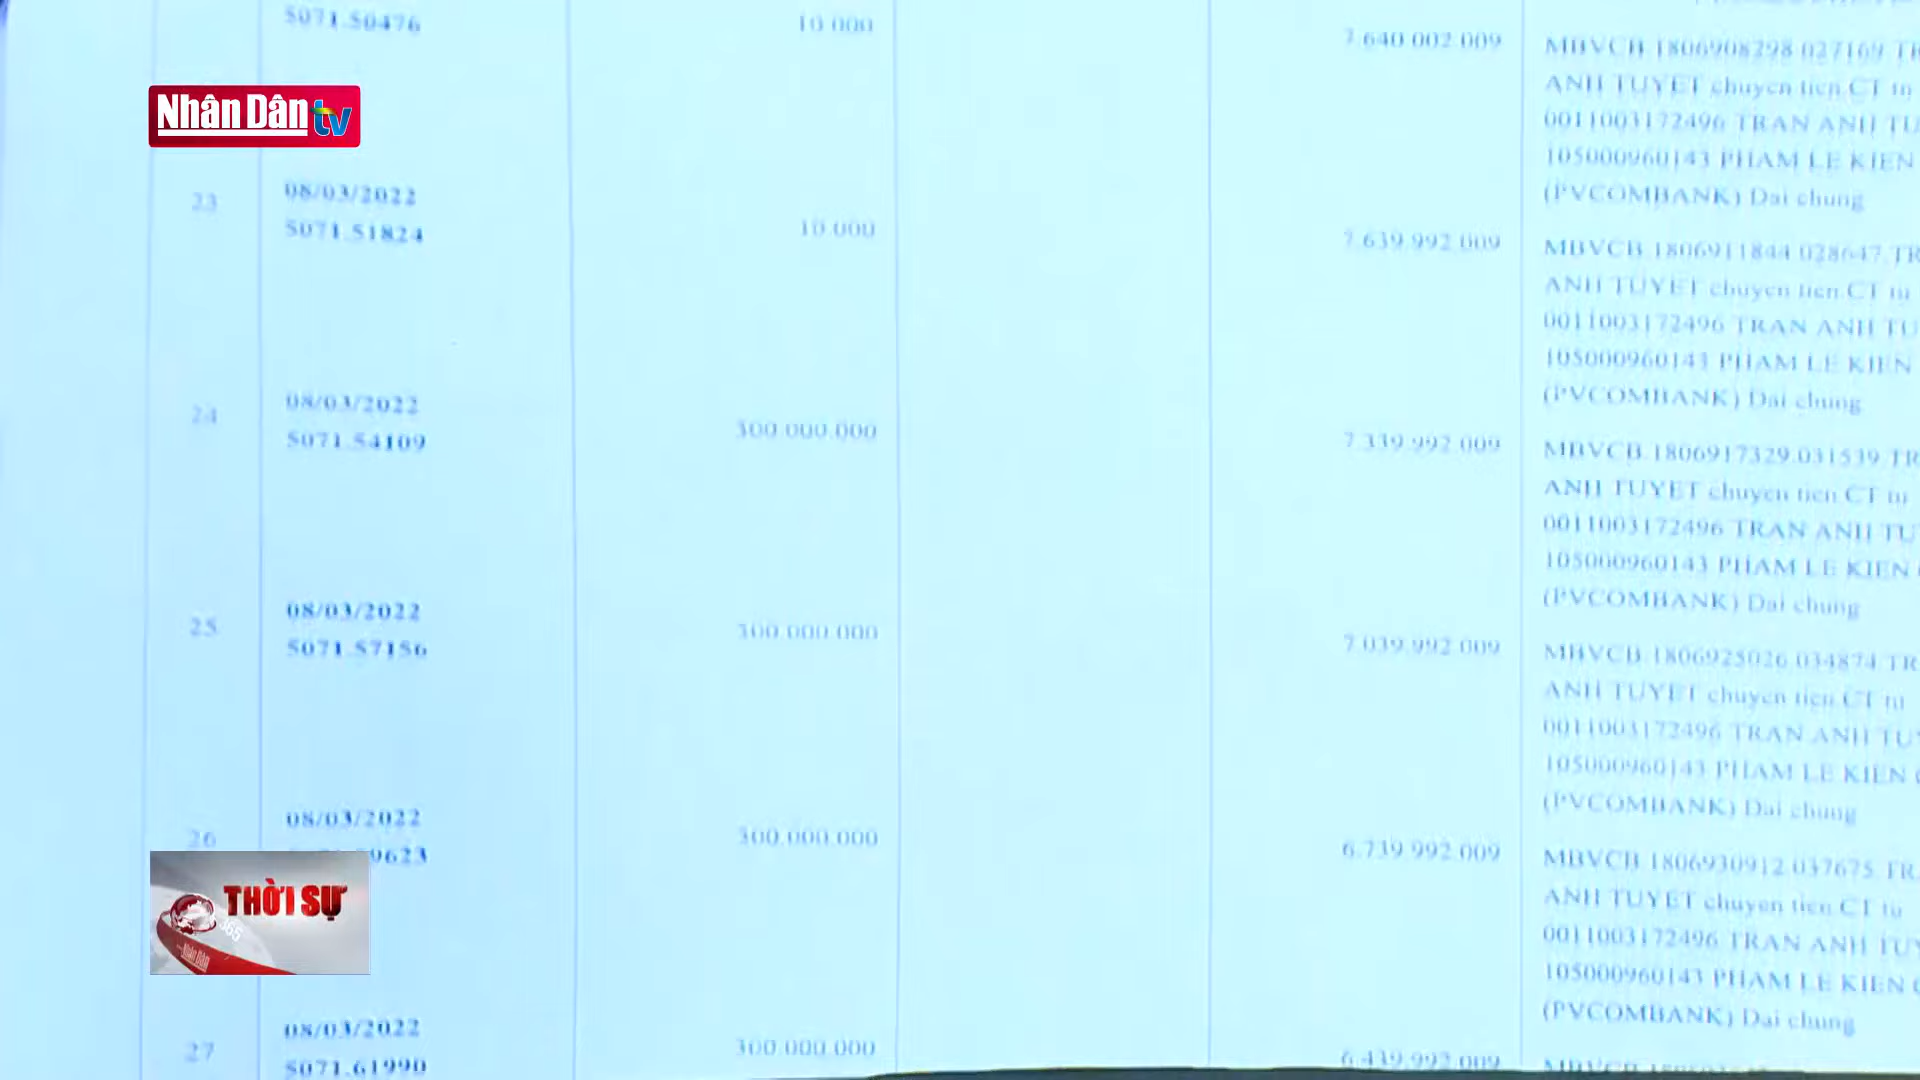 5071.50476 10.000 7.640.002.009
MBVCB.1806908298.027169.TR
ANH TUYET chuyen tien.CT tu
0011003172496 TRAN ANH TU
105000960143 PHAM LE KIEN
(PVCOMBANK) Dai chung
Nhân Dân tv
23 08/03/2022
5071.51824 10.000 7.639.992.009
MBVCB.1806911844.028647.TR
ANH TUYET chuyen tien.CT tu
0011003172496 TRAN ANH TU
105000960143 PHAM LE KIEN
(PVCOMBANK) Dai chung
24 08/03/2022
5071.54109 300.000.000 7.339.992.009
MBVCB.1806917329.031539.TR
ANH TUYET chuyen tien.CT tu
0011003172496 TRAN ANH TU
105000960143 PHAM LE KIEN
(PVCOMBANK) Dai chung
25 08/03/2022
5071.57156 300.000.000 7.039.992.009
MBVCB.1806925026.034874.TR
ANH TUYET chuyen tien.CT tu
0011003172496 TRAN ANH TU
105000960143 PHAM LE KIEN
(PVCOMBANK) Dai chung
26 08/03/2022
9623 300.000.000 6.739.992.009
MBVCB.1806930912.037675.TR
ANH TUYET chuyen tien.CT tu
0011003172496 TRAN ANH TU
105000960143 PHAM LE KIEN
(PVCOMBANK) Dai chung
THỜI SỰ
365
Nhân Dân
27 08/03/2022
5071.61990 300.000.000 6.439.992.009